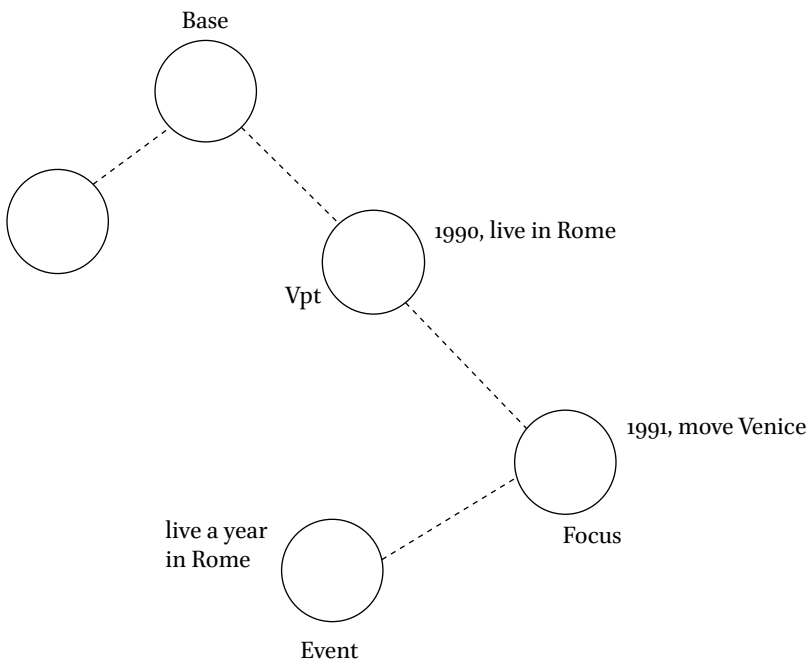 Base
1990, live in Rome
Vpt
1991, move Venice
live a year
in Rome
Focus
Event